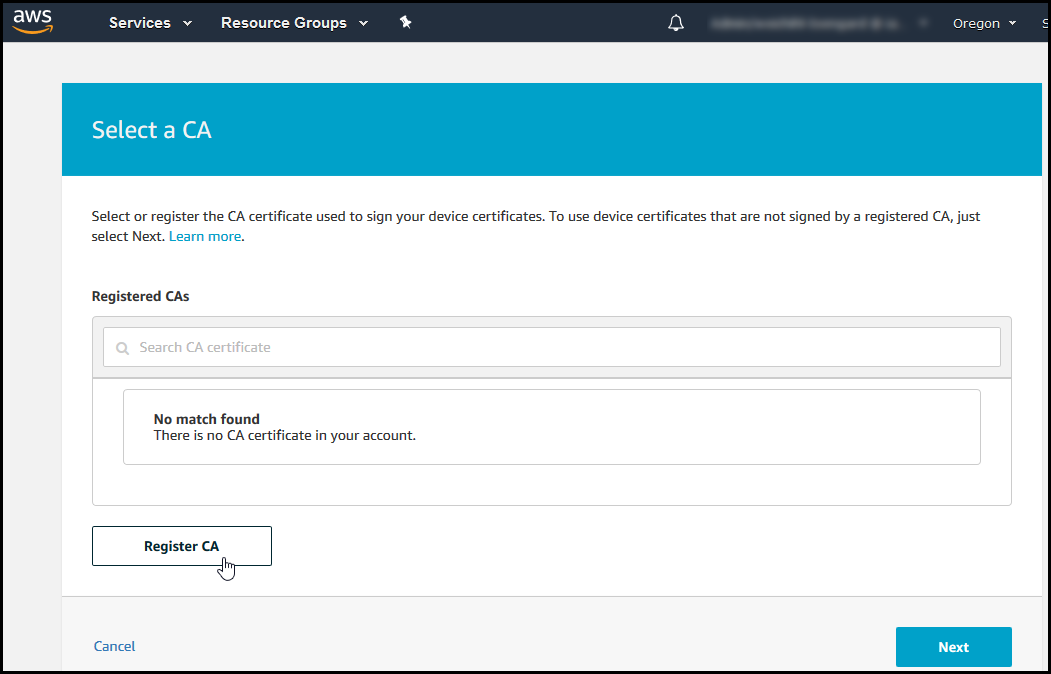 aws Services Resource Groups Oregon S
Select a CA
Select or register the CA certificate used to sign your device certificates. To use device certificates that are not signed by a registered CA, just
select Next. Learn more.
Registered CAs
Search CA certificate
No match found
There is no CA certificate in your account.
Register CA
Cancel Next